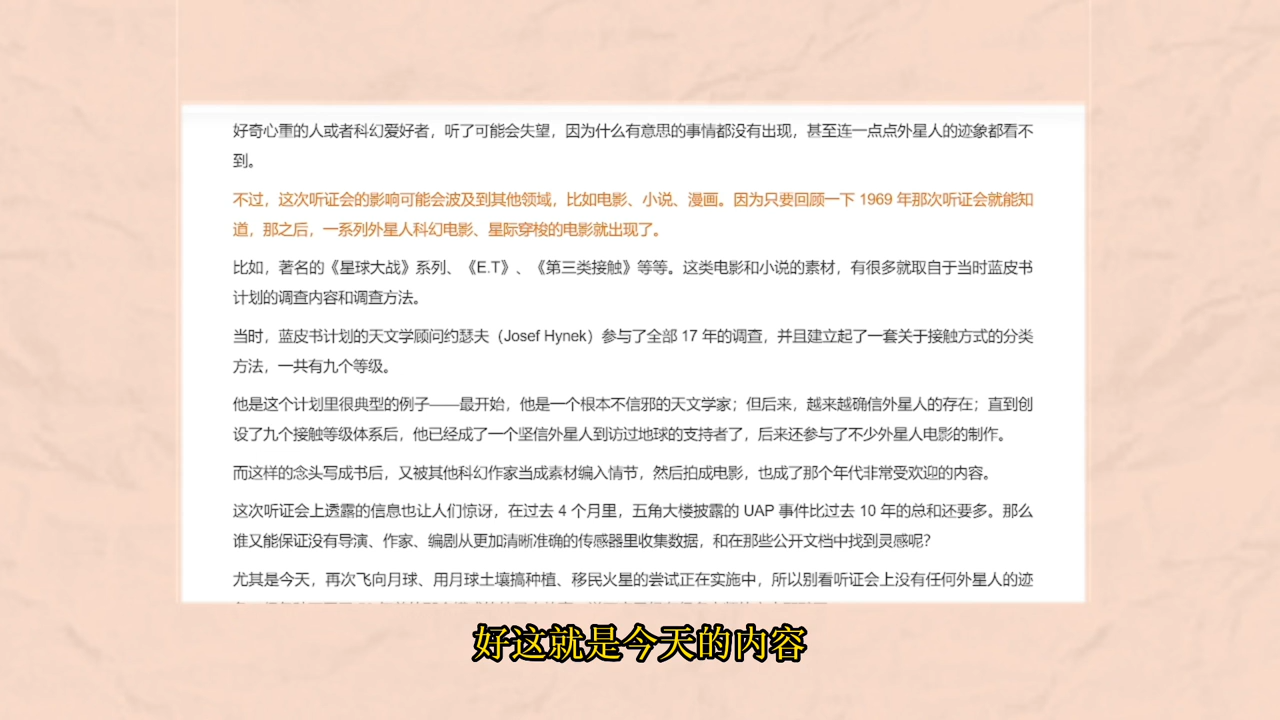 好奇心重的人或者科幻爱好者，听了可能会失望，因为什么有意思的事情都没有出现，甚至连一点点外星人的迹象都看不
到。
不过，这次听证会的影响可能会波及到其他领域，比如电影、小说、漫画。因为只要回顾一下 1969 年那次听证会就能知
道，那之后，一系列外星人科幻电影、星际穿梭的电影就出现了。
比如，著名的《星球大战》系列、《E.T》、《第三类接触》等等。这类电影和小说的素材，有很多就取自于当时蓝皮书
计划的调查内容和调查方法。
当时，蓝皮书计划的天文学顾问约瑟夫（Josef Hynek）参与了全部 17 年的调查，并且建立起了一套关于接触方式的分类
方法，一共有九个等级。
他是这个计划里很典型的例子——最开始，他是一个根本不信邪的天文学家；但后来，越来越确信外星人的存在；直到创
设了九个接触等级体系后，他已经成了一个坚信外星人到访过地球的支持者了，后来还参与了不少外星人电影的制作。
而这样的念头写成书后，又被其他科幻作家当成素材编入情节，然后拍成电影，也成了那个年代非常受欢迎的内容。
这次听证会上透露的信息也让人们惊讶，在过去 4 个月里，五角大楼披露的 UAP 事件比过去 10 年的总和还要多。那么
谁又能保证没有导演、作家、编剧从更加清晰准确的传感器里收集数据，和在那些公开文档中找到灵感呢？
尤其是今天，再次飞向月球、用月球土壤搞种植、移民火星的尝试正在实施中，所以别看听证会上没有任何外星人的迹
好这就是今天的内容